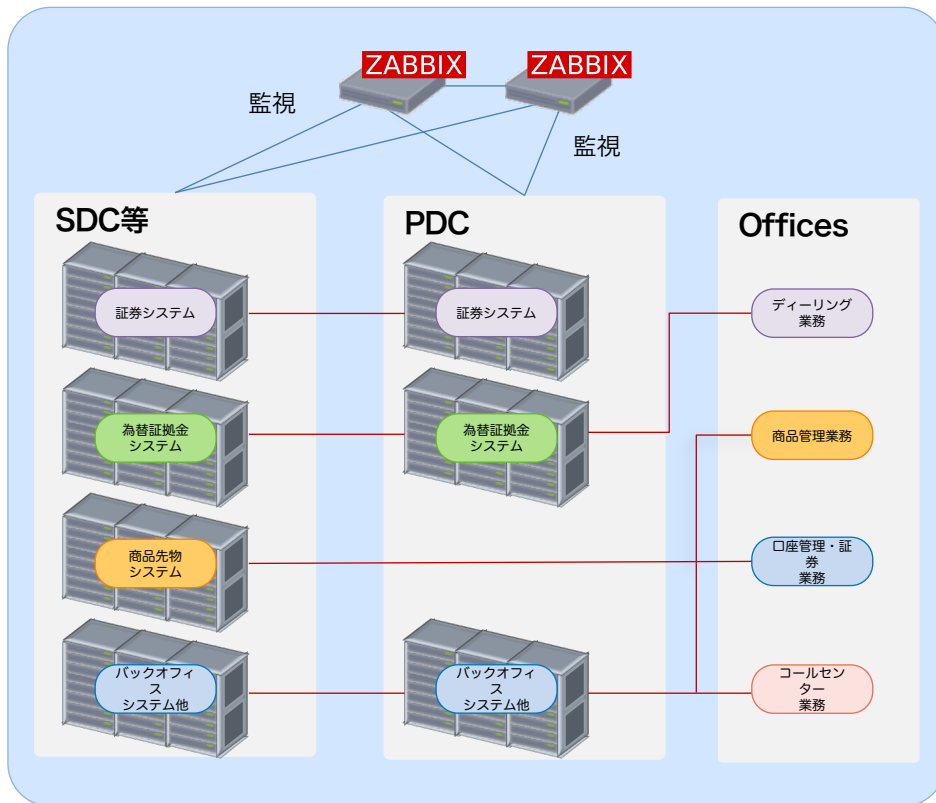 ZABBIX
ZABBIX
監視
監視
SDC等
証券システム
為替証拠金
システム
商品先物
システム
バックオフィ
ス
システム他
PDC
証券システム
為替証拠金
システム
バックオフィ
ス
システム他
Offices
ディーリング
業務
商品管理業務
口座管理・証
券
業務
コールセン
ター
業務